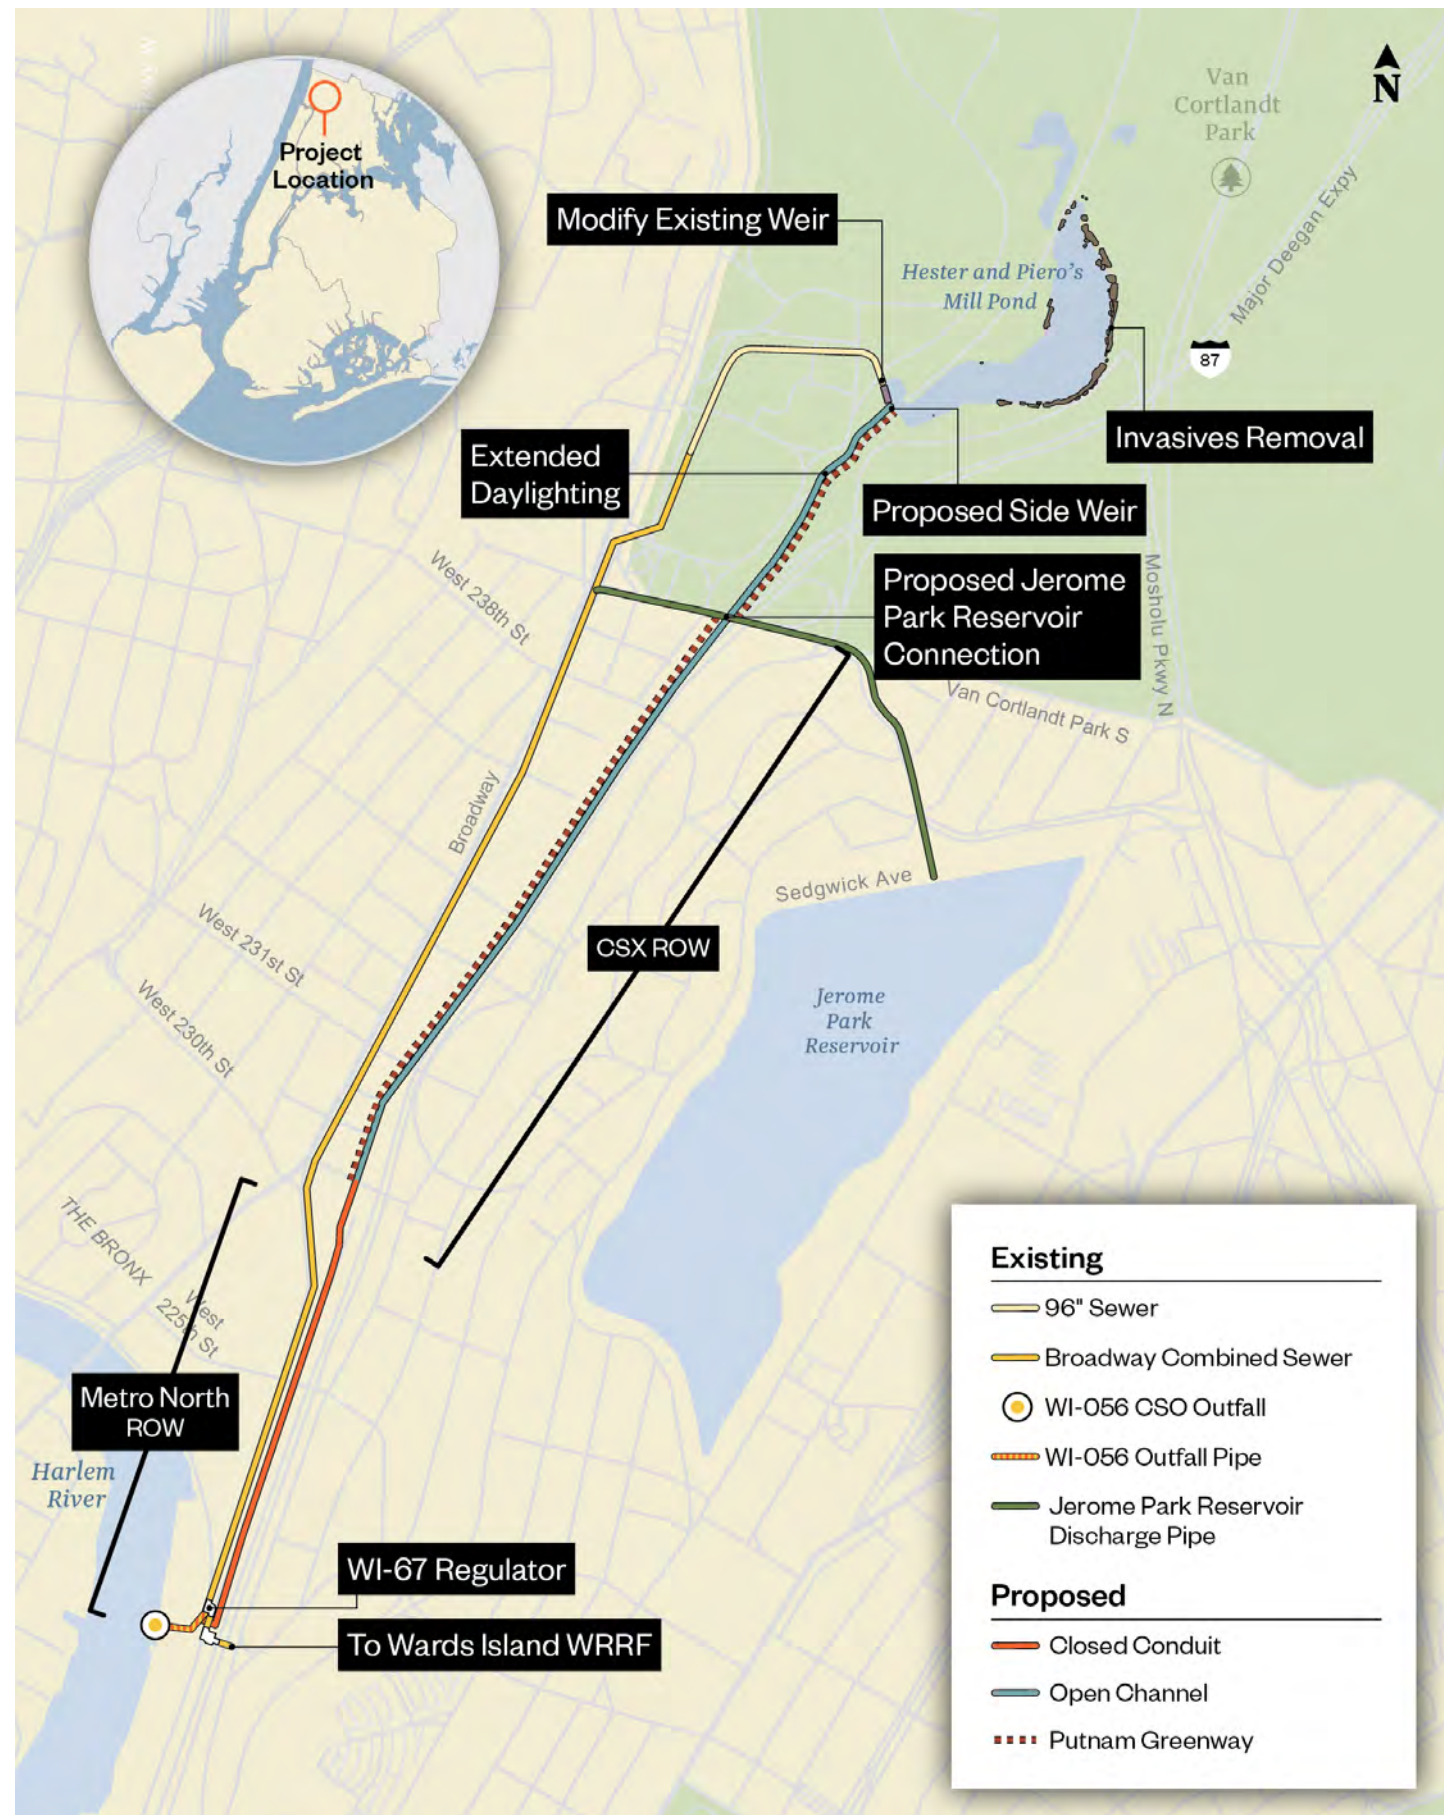 N
Van
Cortlandt
Park
Project
Location
Modify Existing Weir
Hester and Piero's
Mill Pond
Major Deegan Expy
87
Invasives Removal
Extended
Daylighting
Proposed Side Weir
West 238th St
Proposed Jerome
Park Reservoir
Connection
Mosholu Pkwy N
Van Cortlandt Park S
Broadway
Sedgwick Ave
West 231st St
CSX ROW
West 230th St
Jerome
Park
Reservoir
THE BRONX
West
225th St
Metro North
ROW
Harlem
River
WI-67 Regulator
To Wards Island WRRF
Existing
96" Sewer
Broadway Combined Sewer
WI-056 CSO Outfall
WI-056 Outfall Pipe
Jerome Park Reservoir
Discharge Pipe
Proposed
Closed Conduit
Open Channel
Putnam Greenway